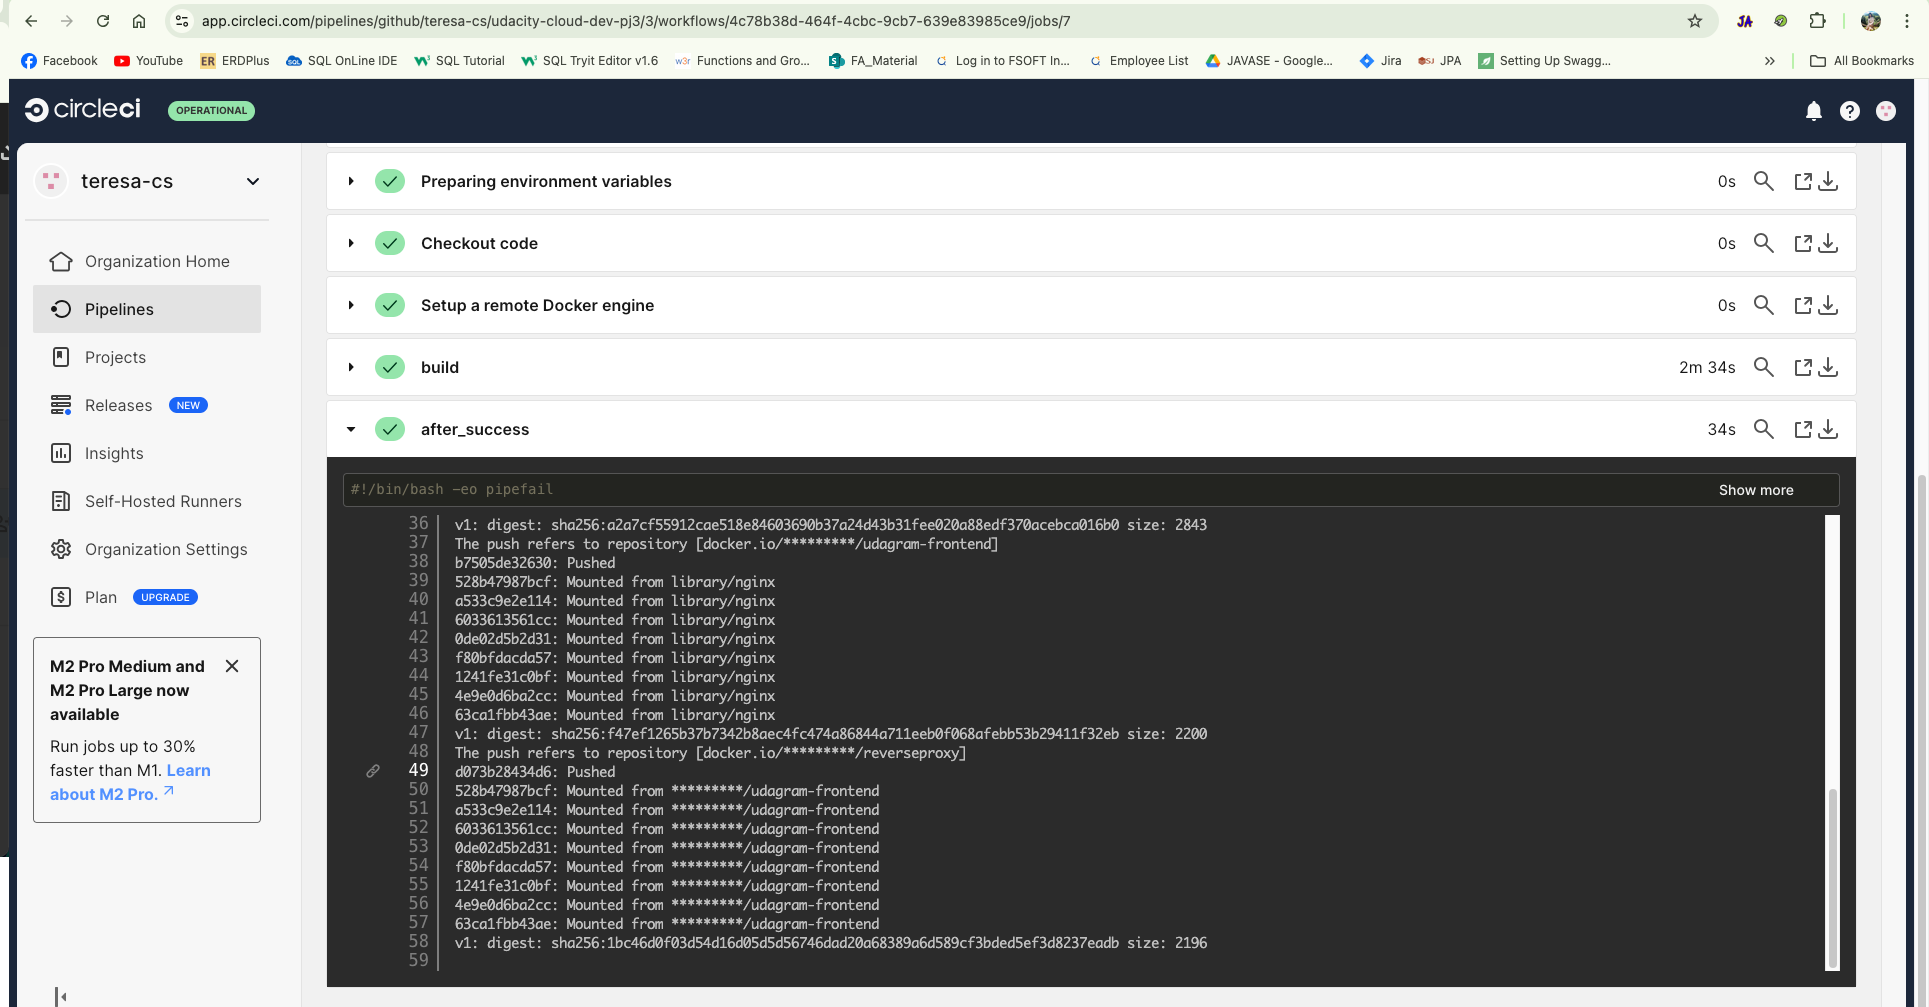 app.circleci.com/pipelines/github/teresa-cs/udacity-cloud-dev-pj3/3/workflows/4c78b38d-464f-4cbc-9cb7-639e83985ce9/jobs/7
JA
Facebook YouTube ER ERDPlus SQL SQL OnLine IDE SQL Tutorial SQL Tryit Editor v1.6 w3r Functions and Gro... S FA_Material Log in to FSOFT In... Employee List JAVASE - Google... Jira JPA Setting Up Swagg... » All Bookmarks
circleci OPERATIONAL
teresa-cs
Organization Home
Pipelines
Projects
Releases NEW
Insights
Self-Hosted Runners
Organization Settings
Plan UPGRADE
M2 Pro Medium and
M2 Pro Large now
available
Run jobs up to 30%
faster than M1. Learn
about M2 Pro.
Preparing environment variables 0s
Checkout code 0s
Setup a remote Docker engine 0s
build 2m 34s
after_success 34s
#!/bin/bash -eo pipefail Show more
36 v1: digest: sha256:a2a7cf55912cae518e84603690b37a24d43b31fee020a88edf370acebca016b0 size: 2843
37 The push refers to repository [docker.io/*********/udagram-frontend]
38 b7505de32630: Pushed
39 528b47987bcf: Mounted from library/nginx
40 a533c9e2e114: Mounted from library/nginx
41 6033613561cc: Mounted from library/nginx
42 0de02d5b2d31: Mounted from library/nginx
43 f80bfdacda57: Mounted from library/nginx
44 1241fe31c0bf: Mounted from library/nginx
45 4e9e0d6ba2cc: Mounted from library/nginx
46 63ca1fbb43ae: Mounted from library/nginx
47 v1: digest: sha256:f47ef1265b37b7342b8aec4fc474a86844a711eeb0f068afebb53b29411f32eb size: 2200
48 The push refers to repository [docker.io/*********/reverseproxy]
49 d073b28434d6: Pushed
50 528b47987bcf: Mounted from *********/udagram-frontend
51 a533c9e2e114: Mounted from *********/udagram-frontend
52 6033613561cc: Mounted from *********/udagram-frontend
53 0de02d5b2d31: Mounted from *********/udagram-frontend
54 f80bfdacda57: Mounted from *********/udagram-frontend
55 1241fe31c0bf: Mounted from *********/udagram-frontend
56 4e9e0d6ba2cc: Mounted from *********/udagram-frontend
57 63ca1fbb43ae: Mounted from *********/udagram-frontend
58 v1: digest: sha256:1bc46d0f03d54d16d05d5d56746dad20a68389a6d589cf3bded5ef3d8237eadb size: 2196
59